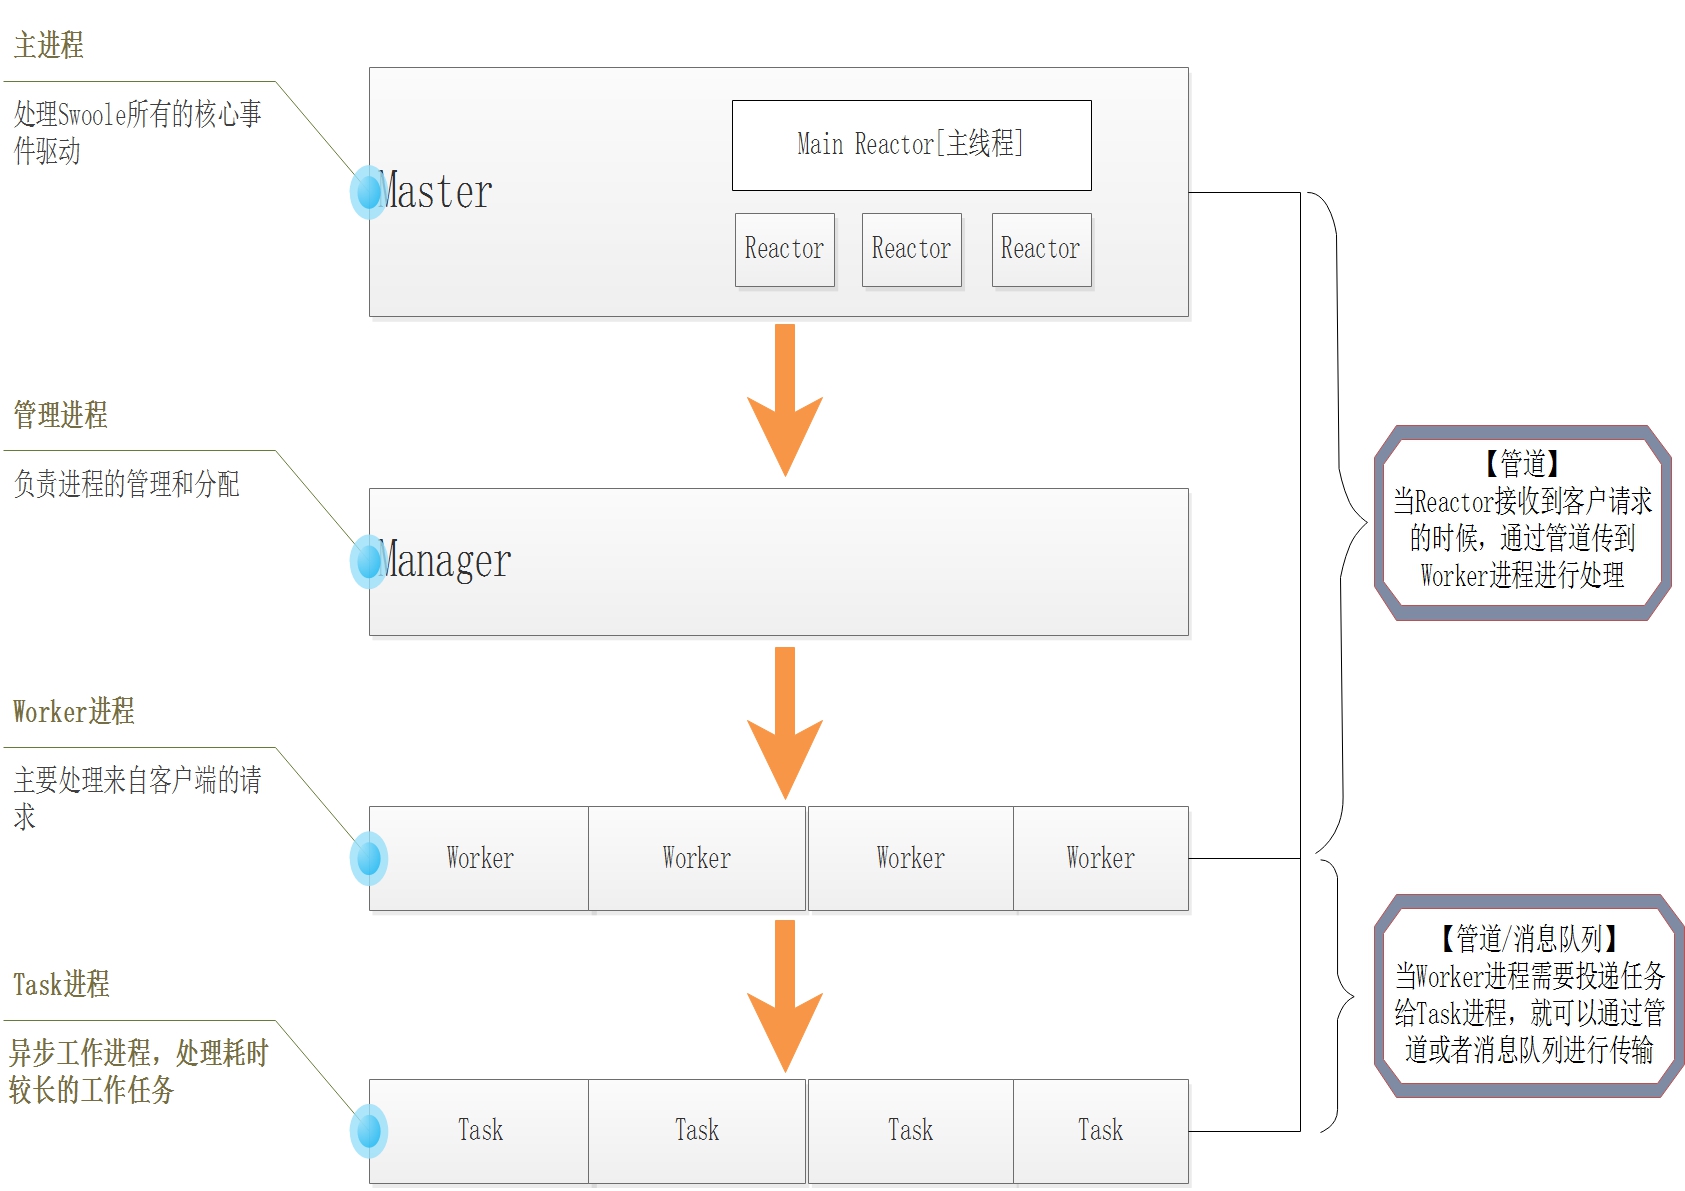 主进程
处理Swoole所有的核心事
件驱动
Main Reactor[主线程]
Master
Reactor Reactor Reactor
管理进程
负责进程的管理和分配
Manager
【管道】
当Reactor接收到客户请求
的时候，通过管道传到
Worker进程进行处理
Worker进程
主要处理来自客户端的请
求
Worker Worker Worker Worker
【管道/消息队列】
当Worker进程需要投递任务
给Task进程，就可以通过管
道或者消息队列进行传输
Task进程
异步工作进程，处理耗时
较长的工作任务
Task Task Task Task